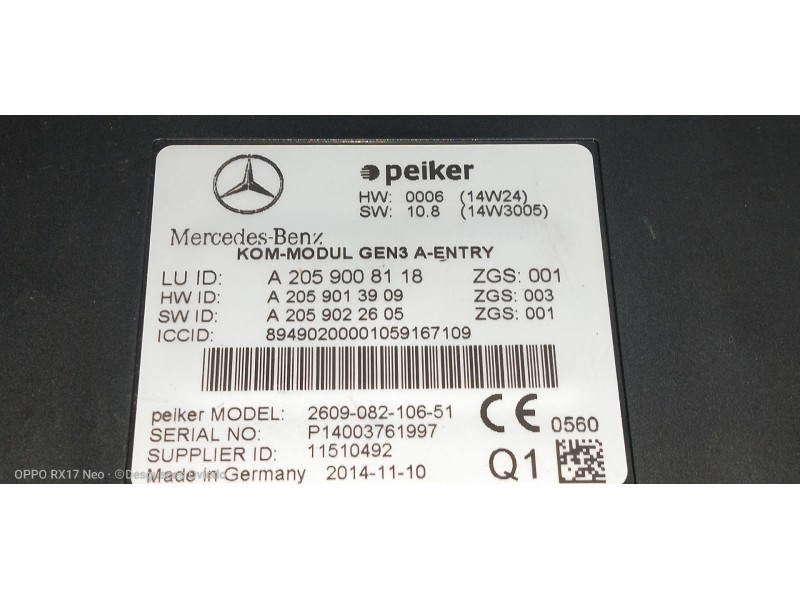 peiker
HW: 0006 (14W24)
SW: 10.8 (14W3005)
Mercedes-Benz
KOM-MODUL GEN3 A-ENTRY
LU ID: A 205 900 81 18 ZGS: 001
HW ID: A 205 901 39 09 ZGS: 003
SW ID: A 205 902 26 05 ZGS: 001
ICCID: 89490200001059167109
peiker MODEL: 2609-082-106-51
CE 0560
SERIAL NO: P14003761997
SUPPLIER ID: 11510492
Made in Germany 2014-11-10
Q1
OPPO RX17 Neo